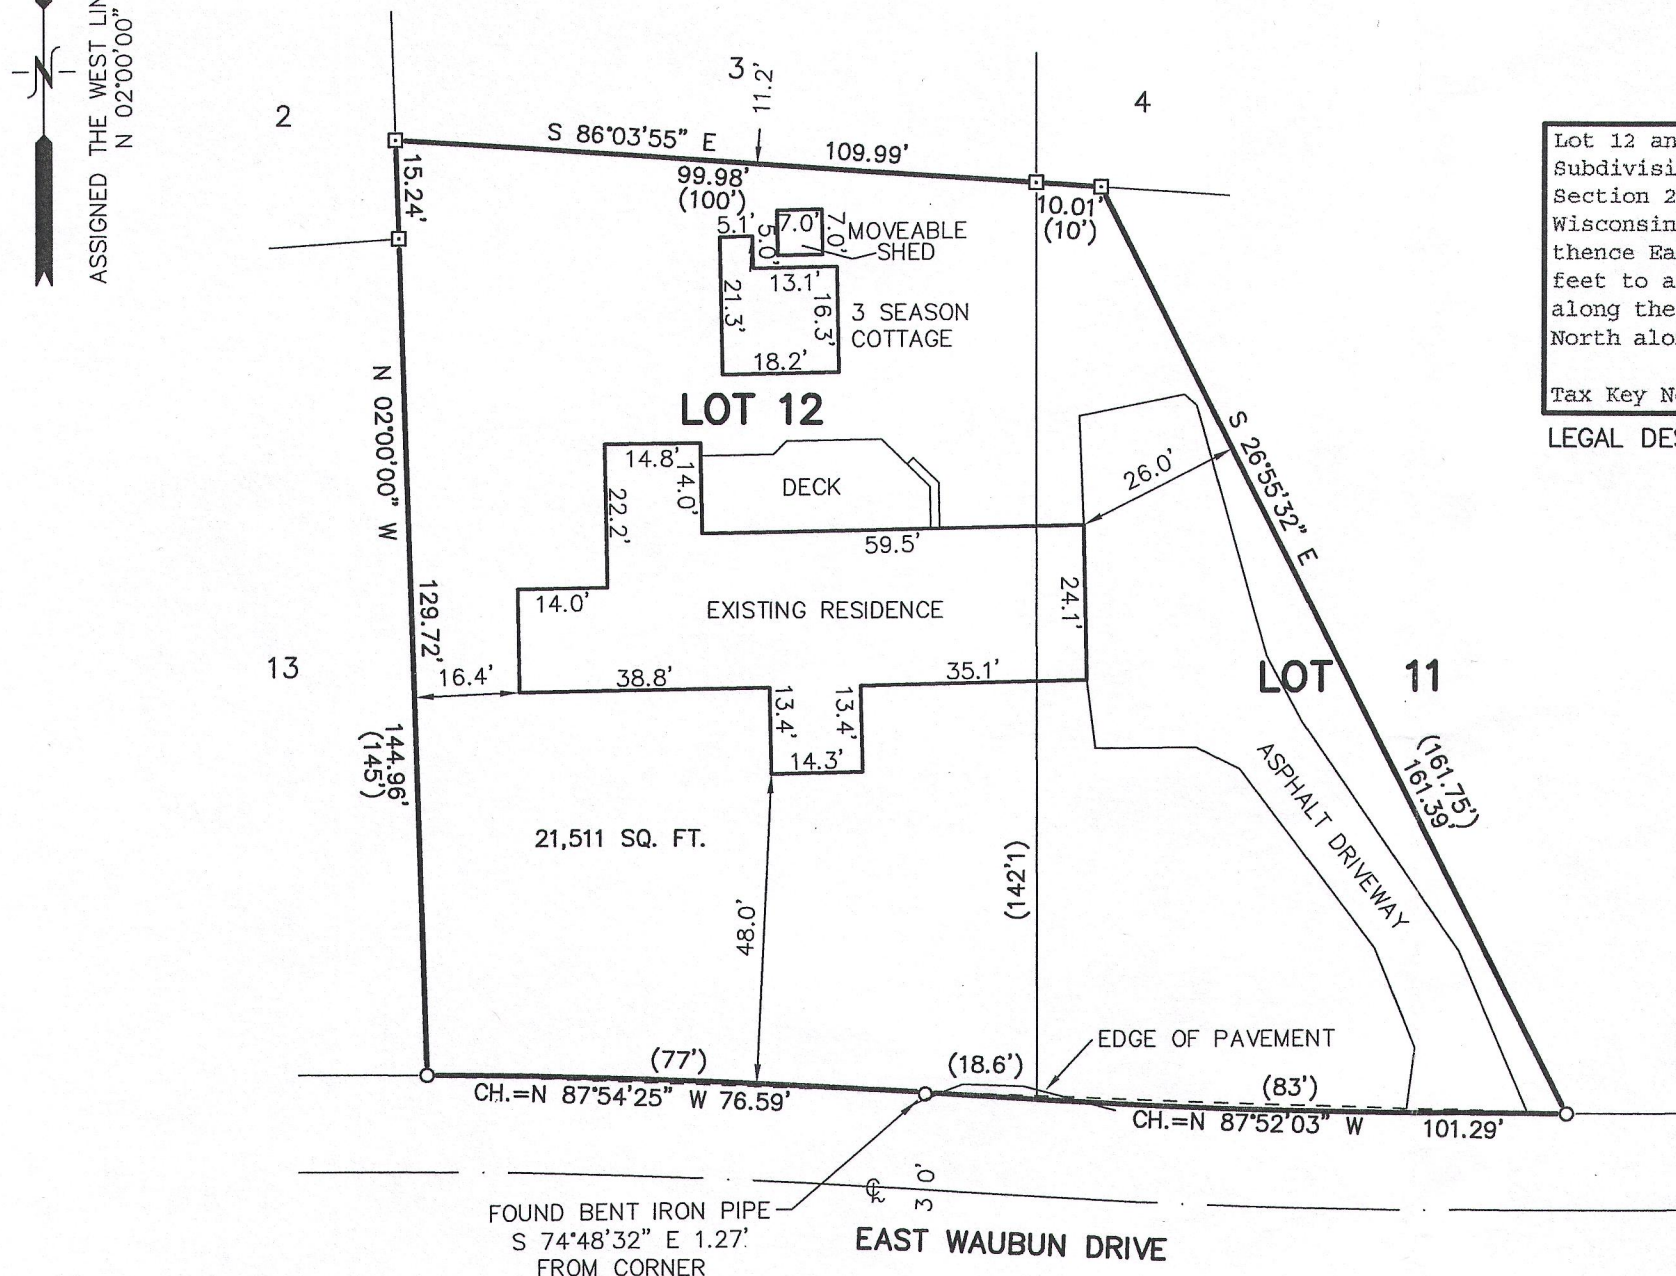 ASSIGNED THE WEST LIN
N 02°00'00"
2
3
11.2'
4
S 86°03'55" E
109.99'
99.98'
(100')
10.01'
(10')
15.24'
5.1'
5.0'
7.0'
7.0'
MOVEABLE
SHED
13.1'
21.3'
16.3'
3 SEASON
COTTAGE
18.2'
LOT 12
Lot 12 an
Subdivisi
Section 2
Wisconsin
thence Ea
feet to a
along the
North alo
Tax Key N
LEGAL DES
N 02°00'00" W
14.8'
14.0'
22.2'
DECK
26.0'
S 26°55'32" E
59.5'
14.0'
EXISTING RESIDENCE
24.1'
129.72'
13
16.4'
38.8'
35.1'
LOT 11
13.4'
13.4'
14.3'
144.96'
(145')
(161.75')
161.39'
ASPHALT DRIVEWAY
21,511 SQ. FT.
48.0'
(142'1)
EDGE OF PAVEMENT
(77')
(18.6')
(83')
CH.=N 87°54'25" W 76.59'
CH.=N 87°52'03" W 101.29'
3 0'
FOUND BENT IRON PIPE
S 74°48'32" E 1.27'
FROM CORNER
EAST WAUBUN DRIVE